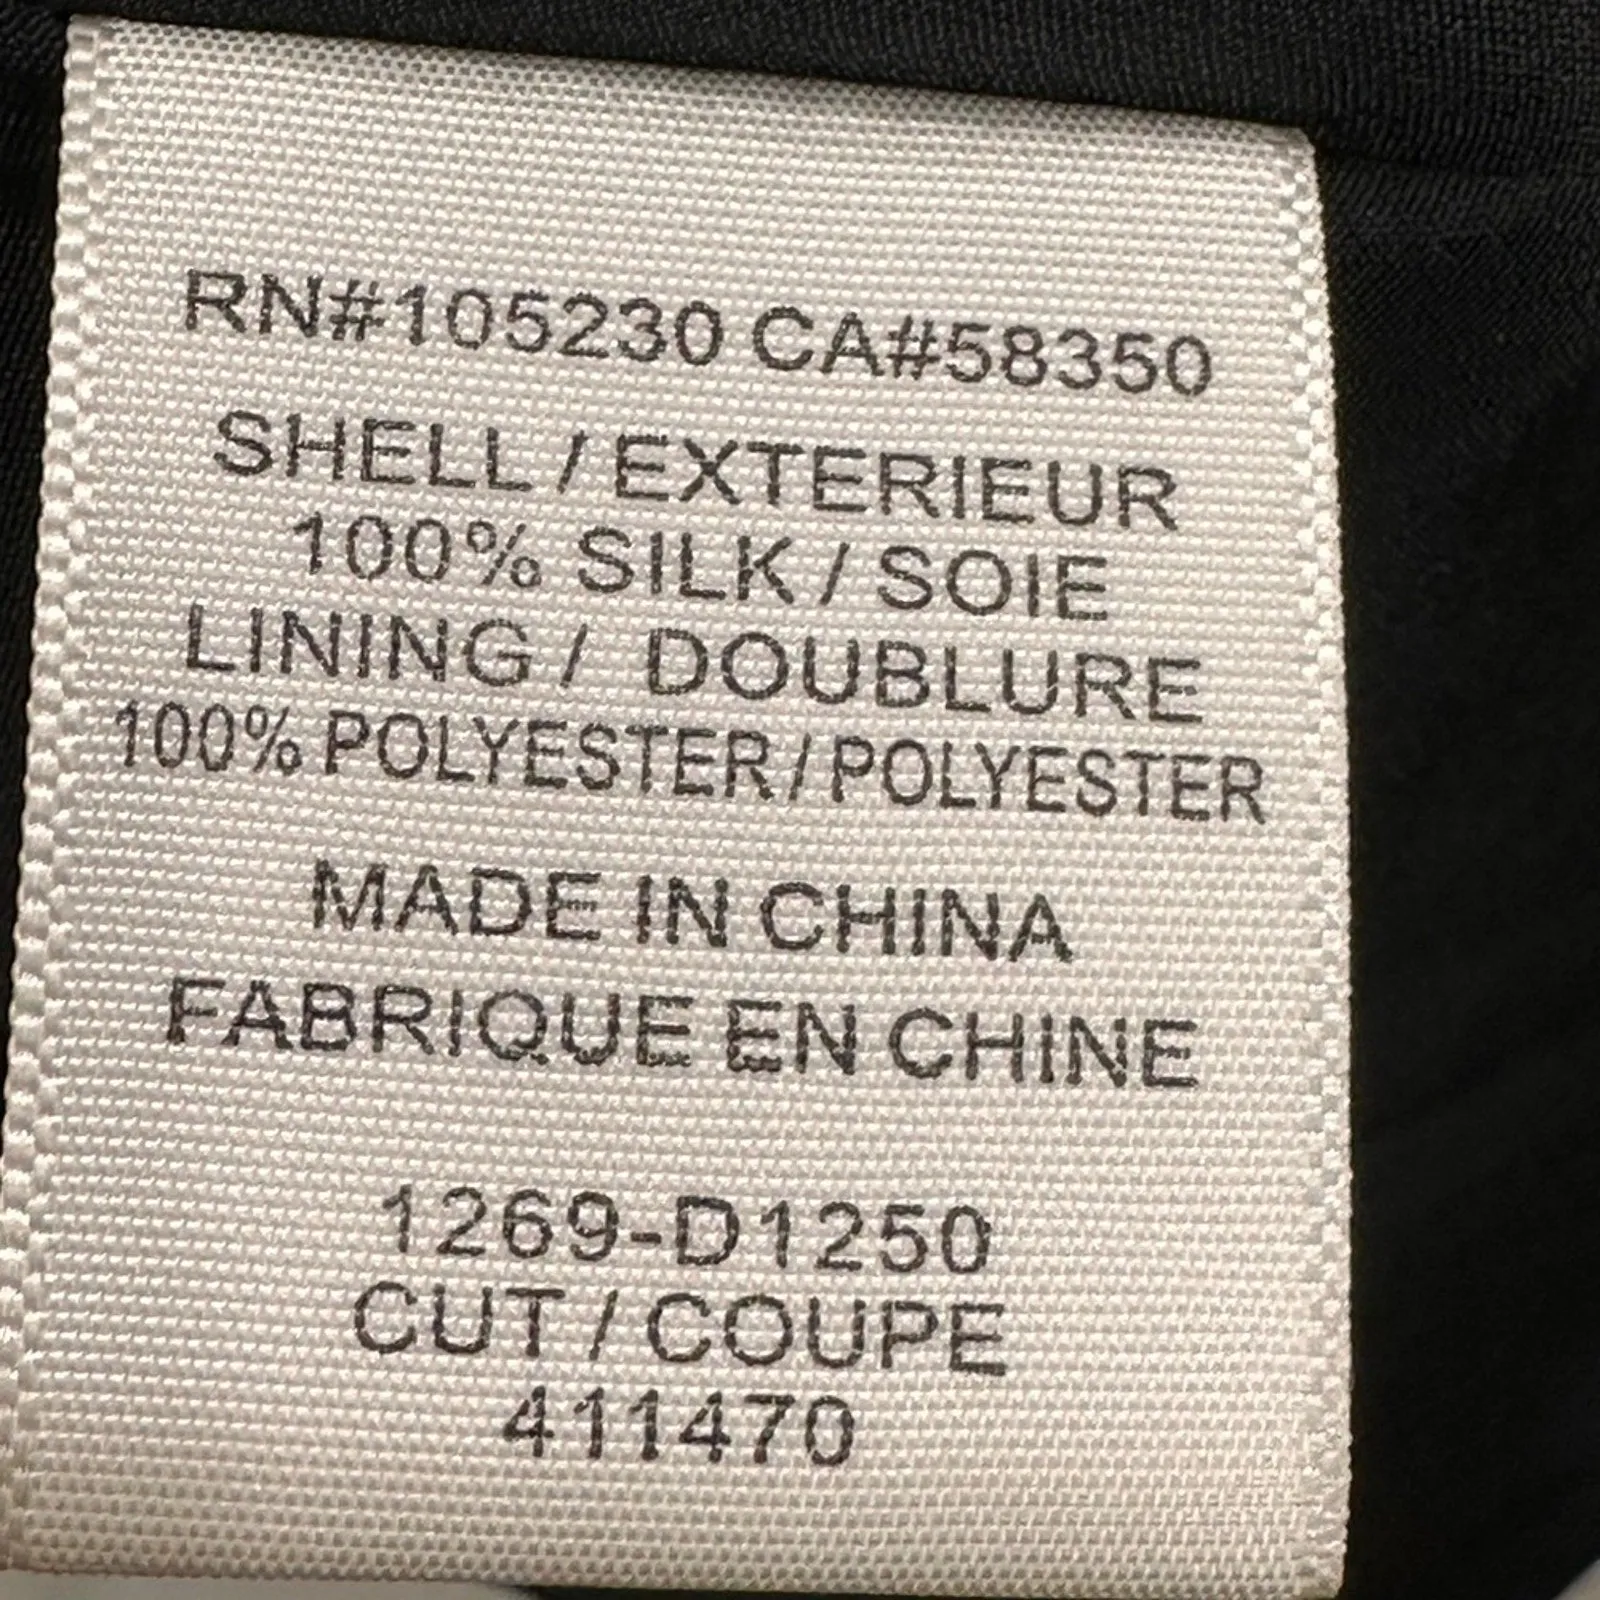 RN#105230 CA#58350
SHELL / EXTERIEUR
100% SILK / SOIE
LINING / DOUBLURE
100% POLYESTER / POLYESTER
MADE IN CHINA
FABRIQUE EN CHINE
1269-D1250
CUT / COUPE
411470